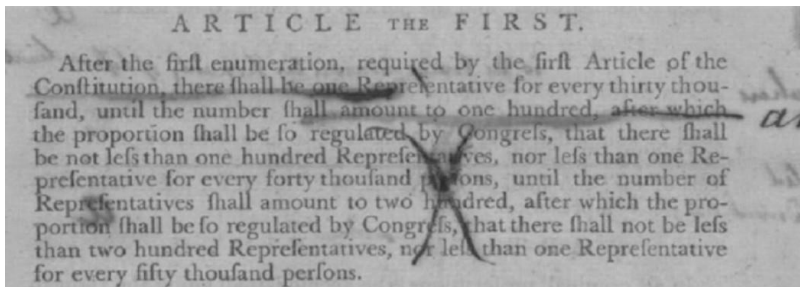 ARTICLE THE FIRST.
After the firſt enumeration, required by the firſt Article of the
Conſtitution, there ſhall be one Repreſentative for every thirty thou-
ſand, until the number ſhall amount to one hundred, after which
the proportion ſhall be ſo regulated by Congreſs, that there ſhall
be not leſs than one hundred Repreſentatives, nor leſs than one Re-
preſentative for every forty thouſand perſons, until the number of
Repreſentatives ſhall amount to two hundred, after which the pro-
portion ſhall be ſo regulated by Congreſs, that there ſhall not be leſs
than two hundred Repreſentatives, nor leſs than one Repreſentative
for every fifty thouſand perſons.